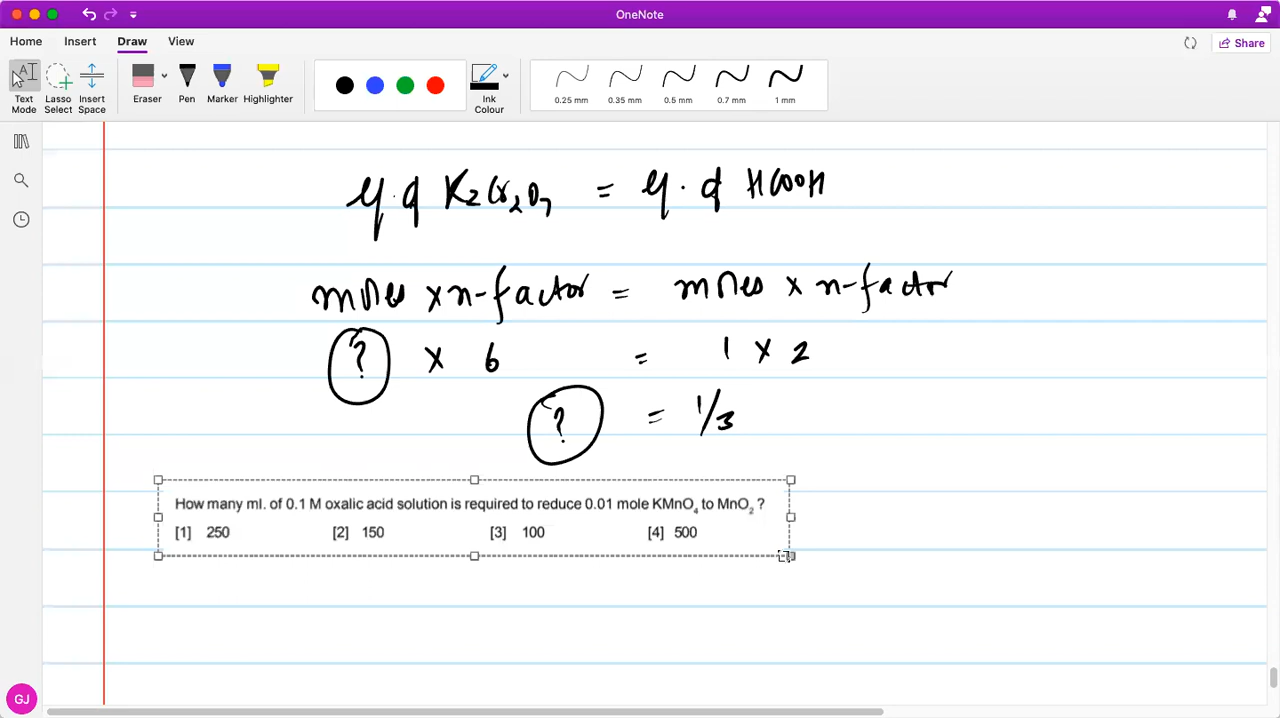 OneNote
Home Insert Draw View
Share
Text Mode
Lasso Select
Insert Space
Eraser
Pen
Marker
Highlighter
Ink Colour
0.25 mm 0.35 mm 0.5 mm 0.7 mm 1 mm
eq. of K2Cr2O7 = eq. of HCOOH
moles × n-factor = moles × n-factor
? × 6 = 1 × 2
? = 1/3
How many ml. of 0.1 M oxalic acid solution is required to reduce 0.01 mole KMnO4 to MnO2 ?
[1] 250 [2] 150 [3] 100 [4] 500
GJ